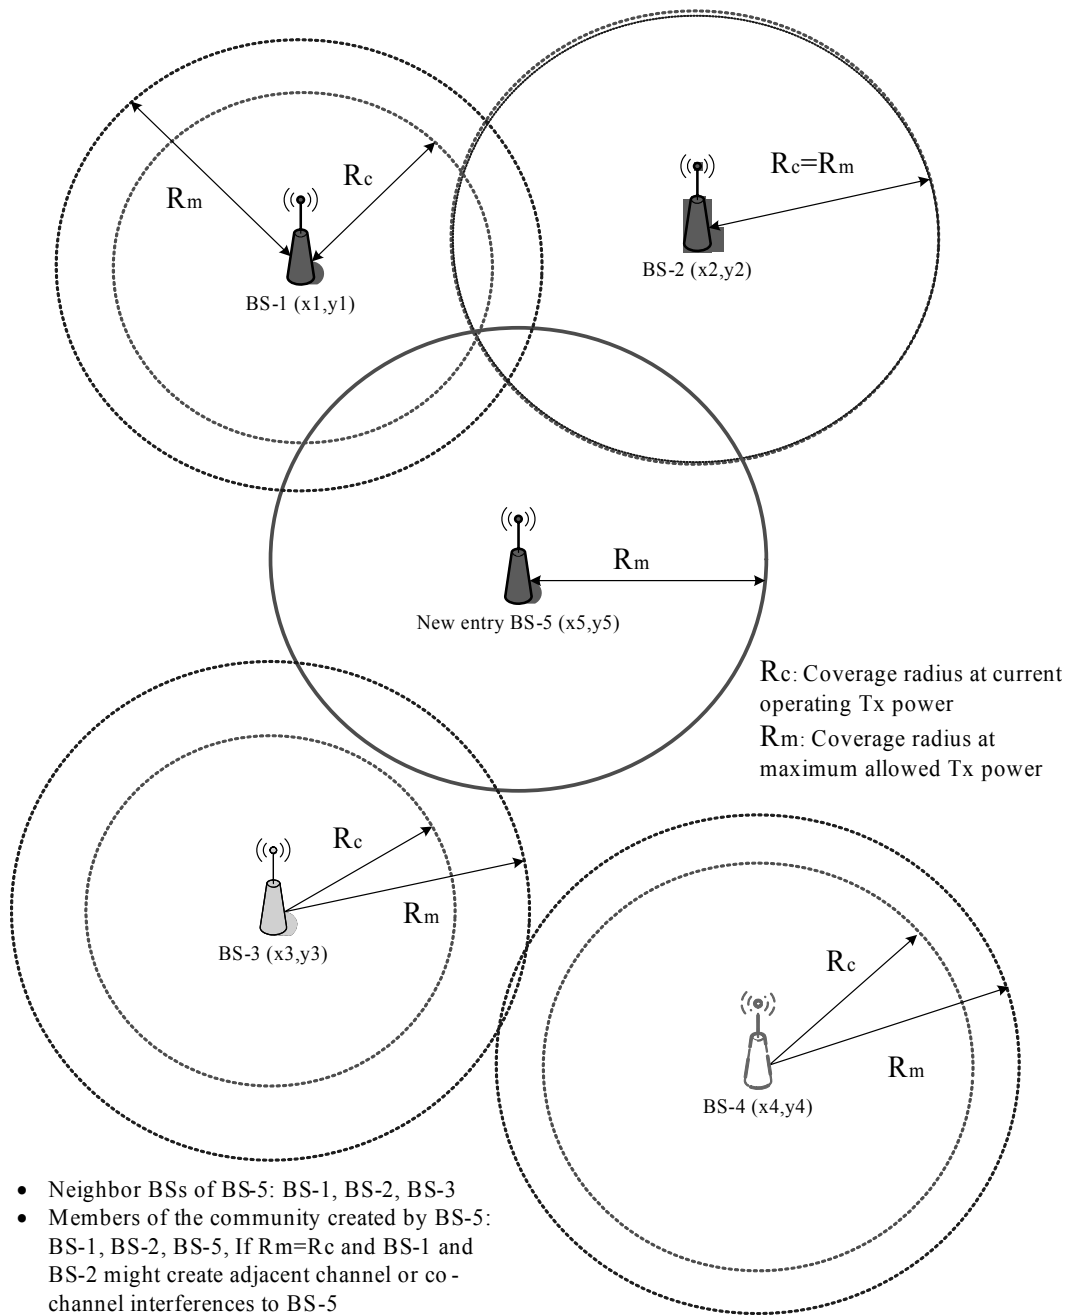 Rm
Rc
BS-1 (x1,y1)
Rc=Rm
BS-2 (x2,y2)
Rm
New entry BS-5 (x5,y5)
Rc: Coverage radius at current
operating Tx power
Rm: Coverage radius at
maximum allowed Tx power
Rc
Rm
BS-3 (x3,y3)
Rc
Rm
BS-4 (x4,y4)
• Neighbor BSs of BS-5: BS-1, BS-2, BS-3
• Members of the community created by BS-5:
BS-1, BS-2, BS-5, If Rm=Rc and BS-1 and
BS-2 might create adjacent channel or co-
channel interferences to BS-5